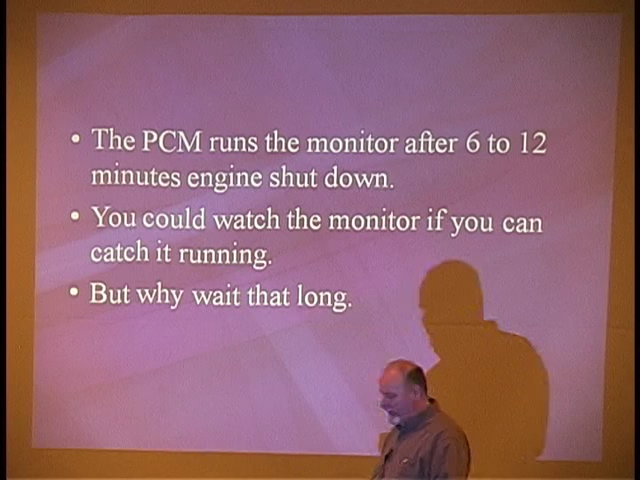 • The PCM runs the monitor after 6 to 12
minutes engine shut down.
• You could watch the monitor if you can
catch it running.
• But why wait that long.